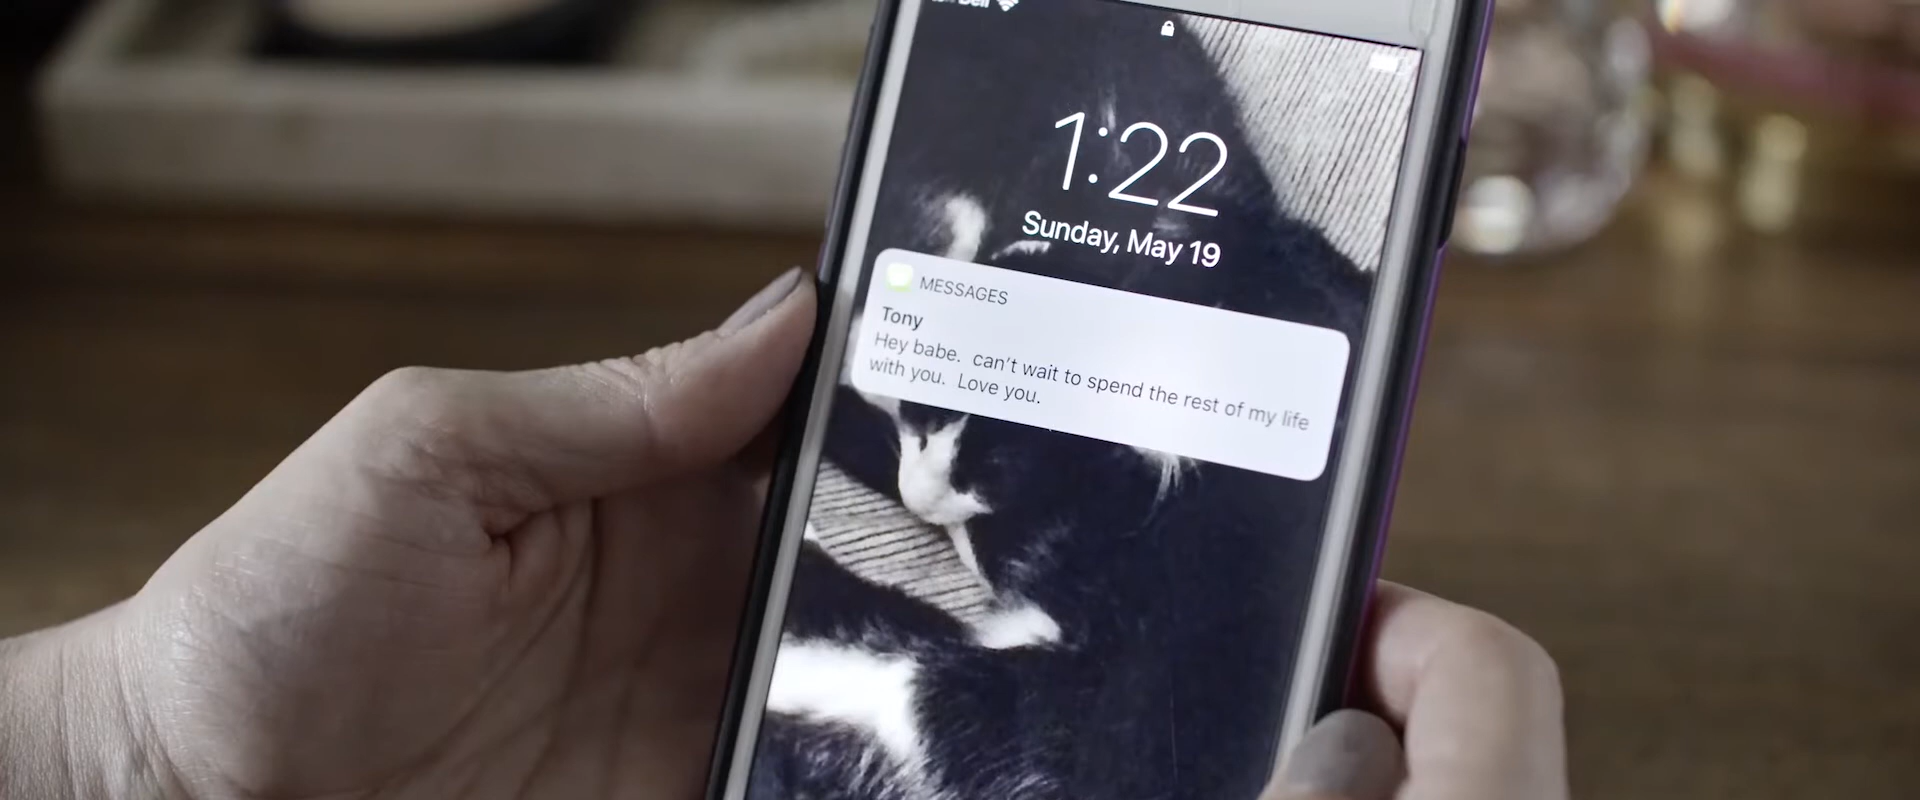 Bell
1:22
Sunday, May 19
MESSAGES
Tony
Hey babe.  can't wait to spend the rest of my life
with you.  Love you.